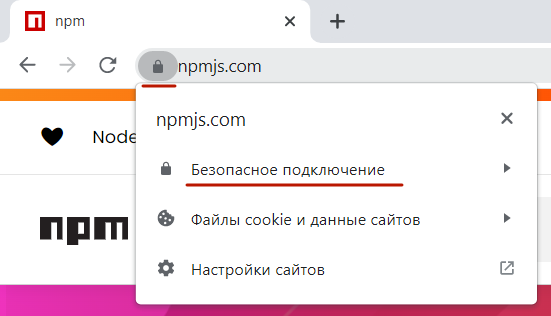 npm
npmjs.com
npmjs.com
Node
Безопасное подключение
npm
Файлы cookie и данные сайтов
Настройки сайтов